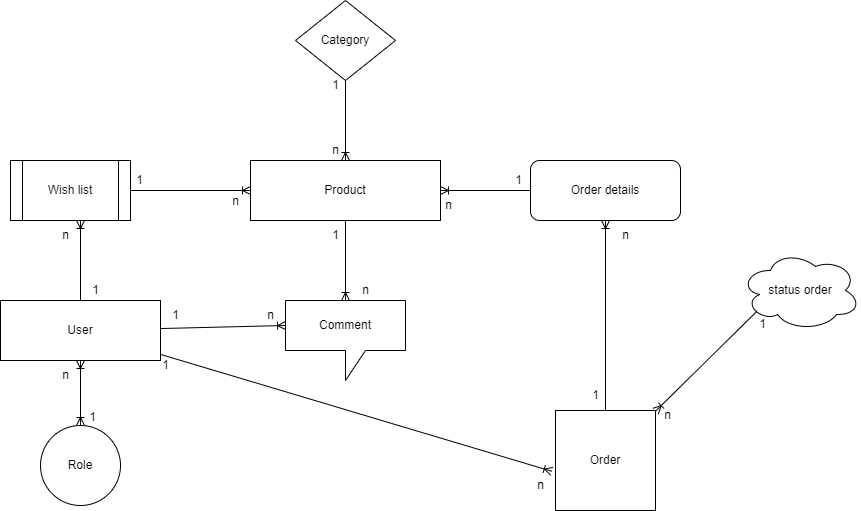 Category
1
n
Wish list
1
n
Product
n
1
Order details
n
1
n
1
n
n
status order
1
User
1
n
Comment
1
n
1
1
n
Role
n
Order